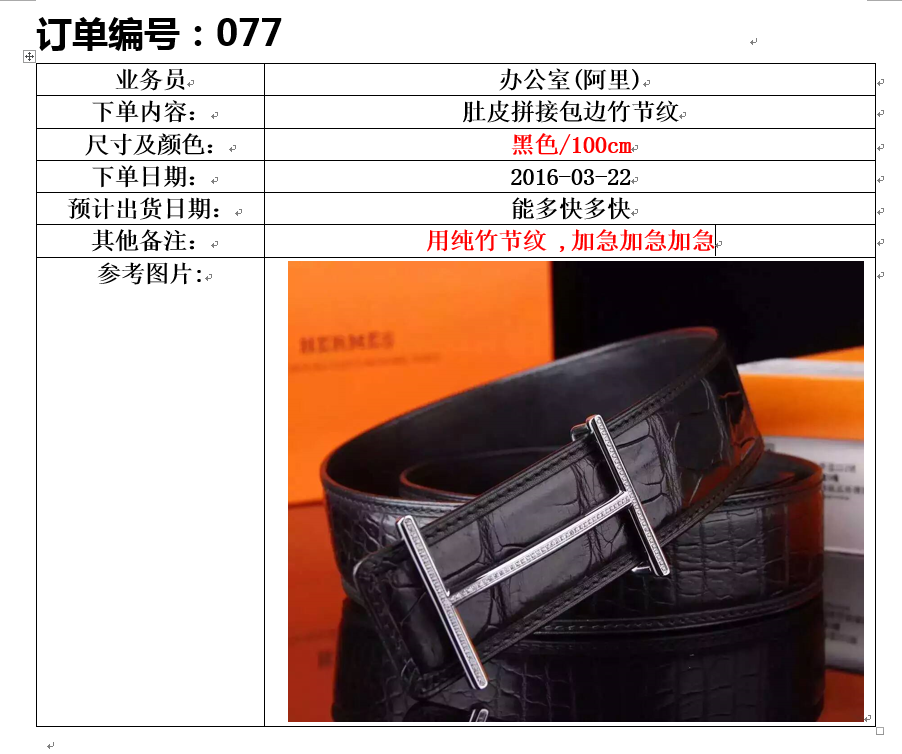 订单编号：077
业务员
办公室(阿里)
下单内容：
肚皮拼接包边竹节纹
尺寸及颜色：
黑色/100cm
下单日期：
2016-03-22
预计出货日期：
能多快多快
其他备注：
用纯竹节纹 ,加急加急加急
参考图片:
HERMES